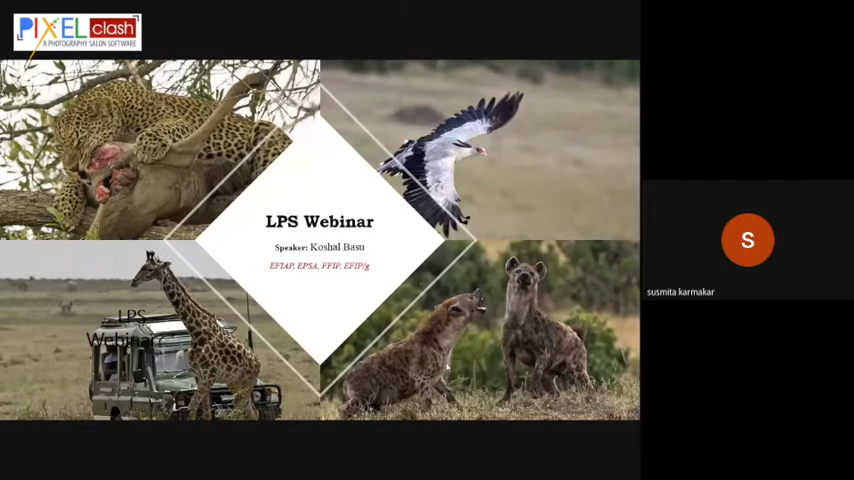 PIXEL clash
A PHOTOGRAPHY SALON SOFTWARE
LPS Webinar
Speaker: Koshal Basu
EFIAP, EPSA, FFIP, EFIP/g
LPS
Webinar
S
susmita karmakar